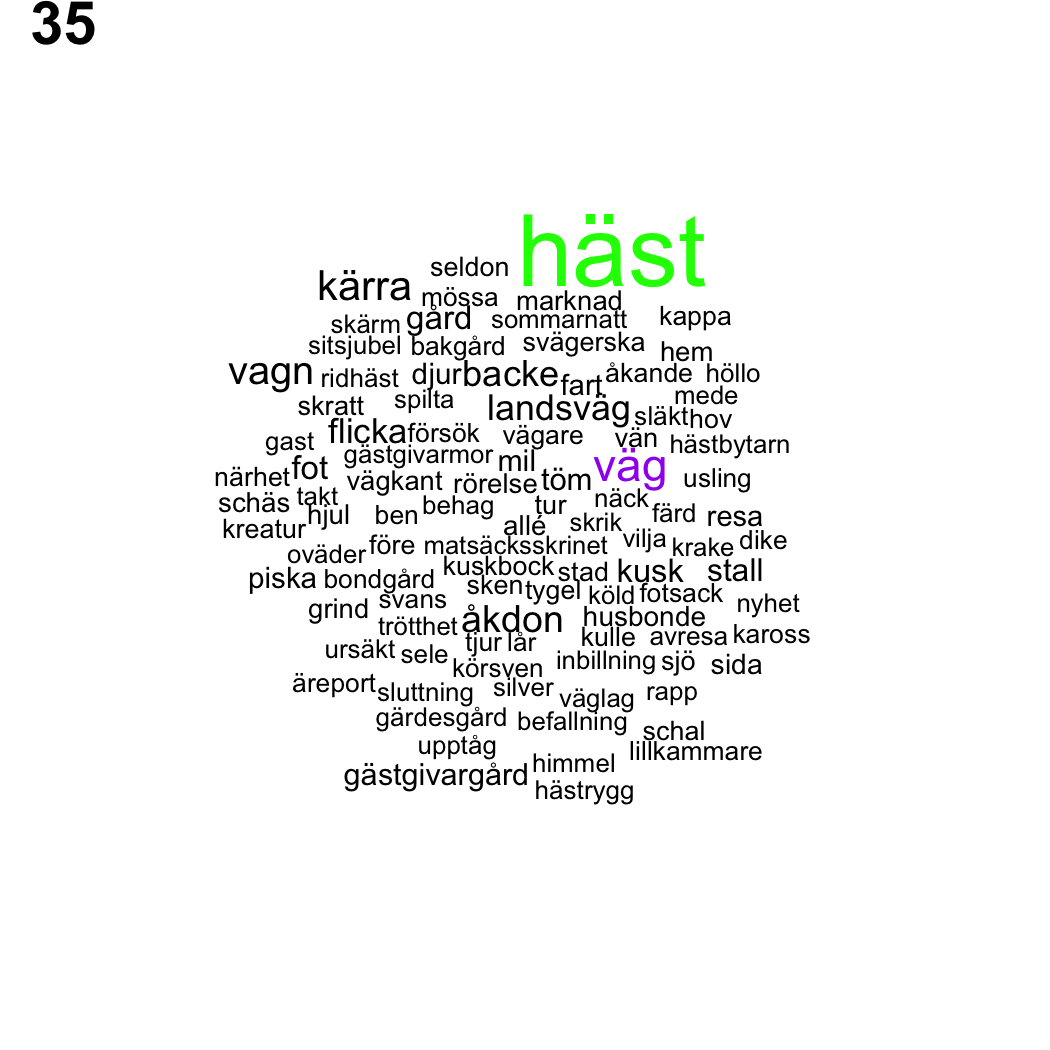 35
häst
seldon
kärra
mössa marknad
skärm gård sommarnatt kappa
sitsjubel bakgård svägerska hem
vagn ridhäst djur backe fart åkande höllo
skratt spilta landsväg mede
släkt hov
gast flicka försök vägare vän hästbytarn
närhet fot gästgivarmor mil väg usling
vägkant rörelse töm
schäs takt hjul ben behag tur näck färd resa
kreatur allé skrik
oväder före matsäcksskrinet vilja krake dike
piska bondgård kuskbock stad kusk stall
sken tygel köld fotsack nyhet
grind svans åkdon husbonde
trötthet tjur lår kulle avresa kaross
ursäkt sele körsven inbillning sjö sida
äreport sluttning silver väglag rapp
gärdesgård befallning schal
upptåg lillkammare
gästgivargård himmel
hästrygg